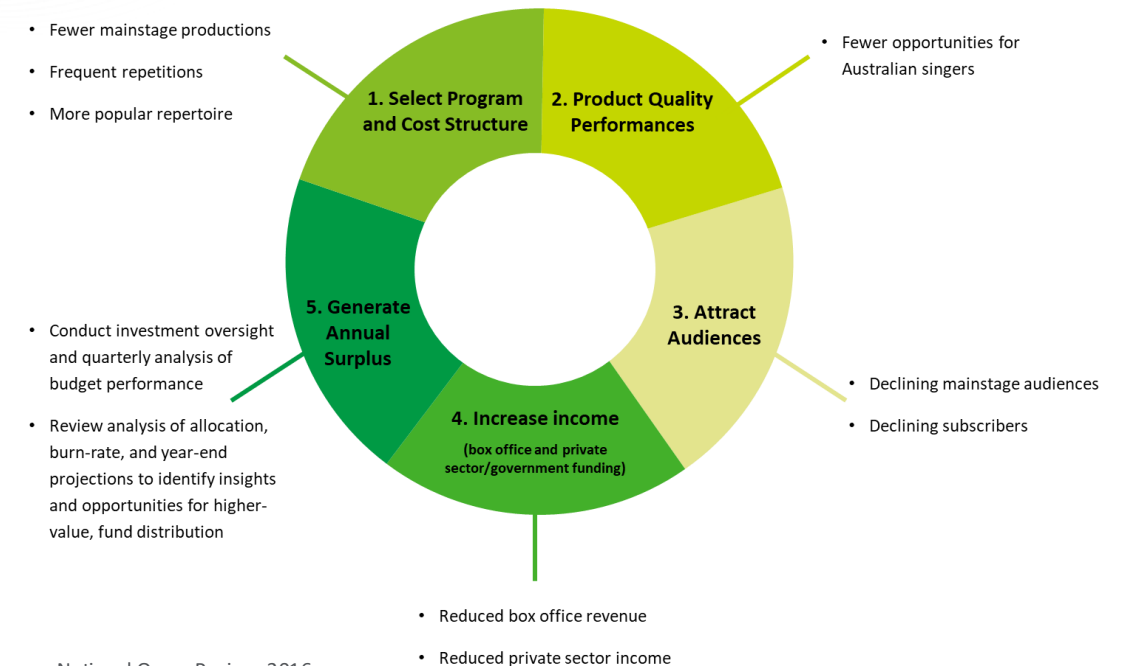 • Fewer mainstage productions
• Frequent repetitions
• More popular repertoire
1. Select Program
and Cost Structure
2. Product Quality
Performances
• Fewer opportunities for
Australian singers
3. Attract
Audiences
• Declining mainstage audiences
• Declining subscribers
4. Increase income
(box office and private
sector/government funding)
• Reduced box office revenue
• Reduced private sector income
5. Generate
Annual
Surplus
• Conduct investment oversight
and quarterly analysis of
budget performance
• Review analysis of allocation,
burn-rate, and year-end
projections to identify insights
and opportunities for higher-
value, fund distribution
National Opera Review, 2016